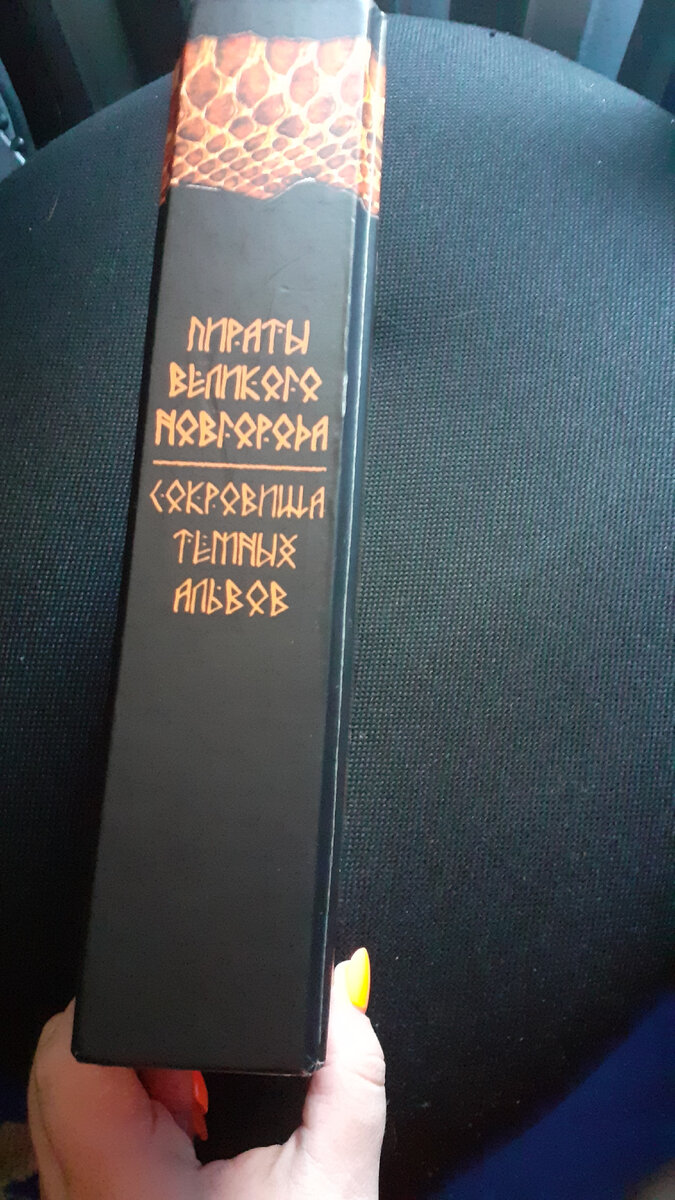 ПИРАТЫ
ВЕЛИКОГО
НОВГОРОДА
СОКРОВИЩА
ТЕМНЫХ
АЛЬВОВ